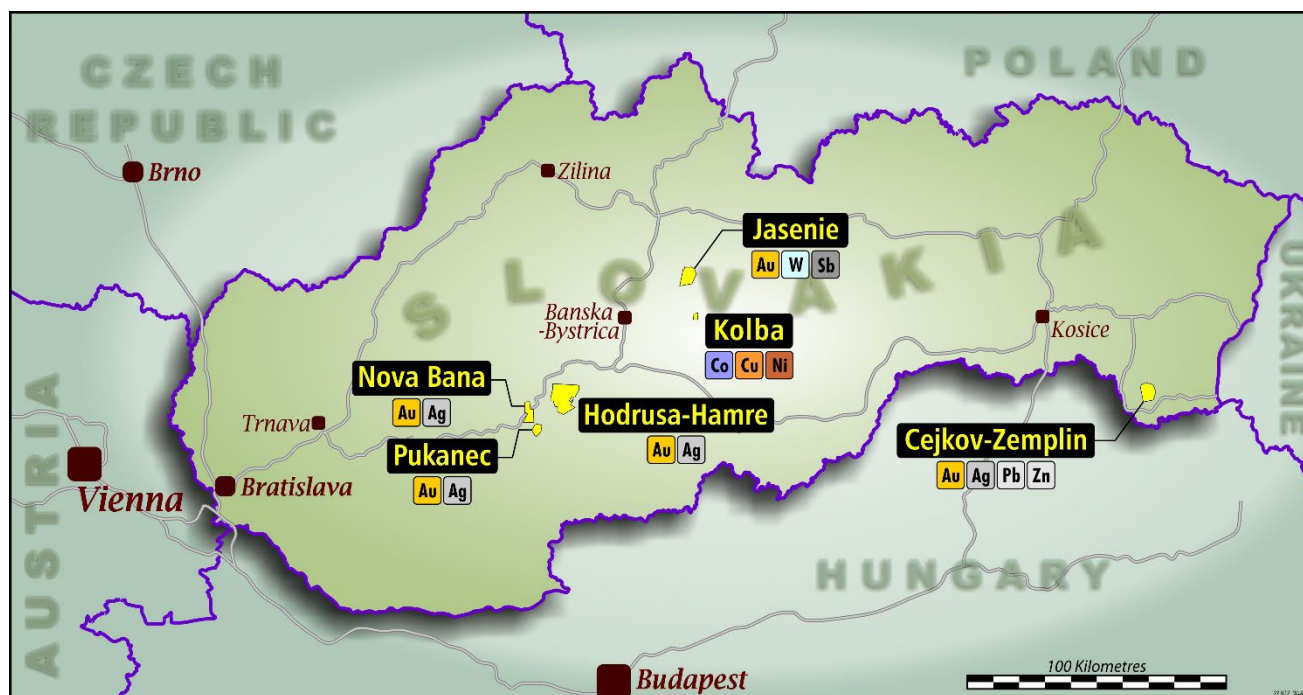 CZECH
REPUBLIC
POLAND
Brno
Zilina
Jasenie
Au W Sb
UKRAINE
SLOVAKIA
Banska
-Bystrica
Kolba
Co Cu Ni
Kosice
Nova Bana
Au Ag
Hodrusa-Hamre
Au Ag
Trnava
Pukanec
Au Ag
Cejkov-Zemplin
Au Ag Pb Zn
AUSTRIA
Vienna
Bratislava
HUNGARY
Budapest
100 Kilometres